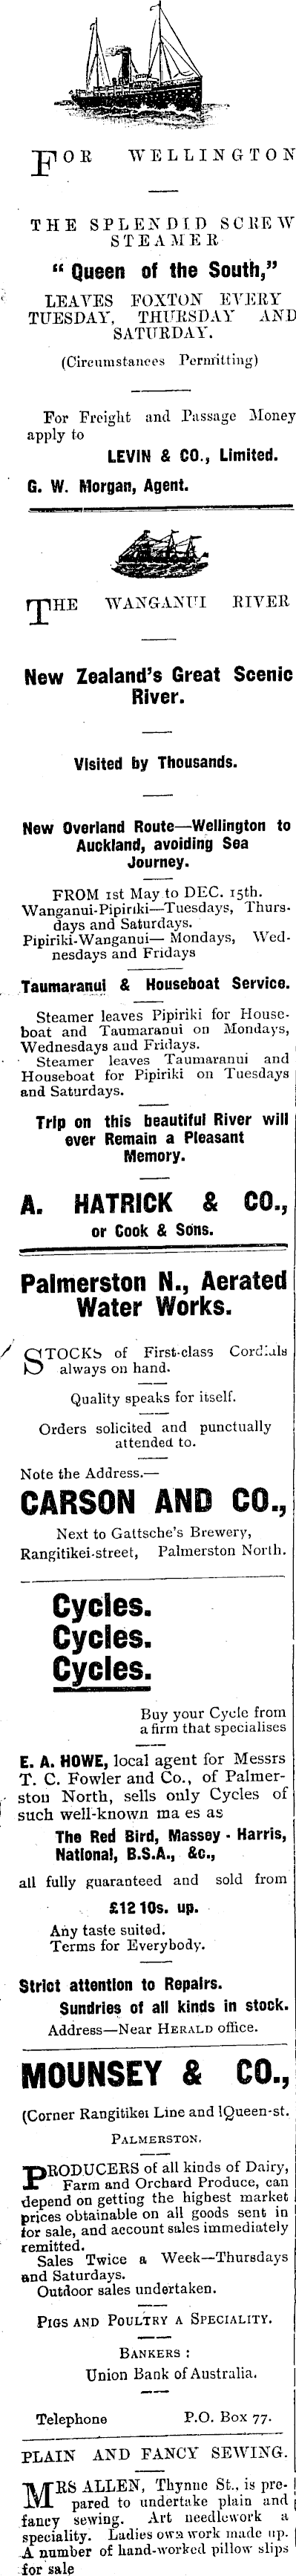 FOR WELLINGTON
THE SPLENDID SCREW
STEAMER
“ Queen of the South,”
LEAVES FOXTON EVERY
TUESDAY, THURSDAY AND
SATURDAY.
(Circumstances Permitting)
For Freight and Passage Money
apply to
LEVIN & CO., Limited.
G. W. Morgan, Agent.
THE WANGANUI RIVER
New Zealand's Great Scenic
River.
Visited by Thousands.
New Overland Route—Wellington to
Auckland, avoiding Sea
Journey.
FROM 1st May to DEC. 15th.
Wanganui-Pipiriki—Tuesdays, Thurs-
days and Saturdays.
Pipiriki-Wanganui— Mondays, Wed-
nesdays and Fridays
Taumaranui & Houseboat Service.
Steamer leaves Pipiriki for House-
boat and Taumaranui on Mondays,
Wednesdays and Fridays.
Steamer leaves Taumaranui and
Houseboat for Pipiriki on Tuesdays
and Saturdays.
Trip on this beautiful River will
ever Remain a Pleasant
Memory.
A. HATRICK & CO.,
or Cook & Sons.
Palmerston N., Aerated
Water Works.
STOCKS of First-class Cordials
always on hand.
Quality speaks for itself.
Orders solicited and punctually
attended to.
Note the Address.—
CARSON AND CO.,
Next to Gattsche's Brewery,
Rangitikei-street, Palmerston North.
Cycles.
Cycles.
Cycles.
Buy your Cycle from
a firm that specialises
E. A. HOWE, local agent for Messrs
T. C. Fowler and Co., of Palmer-
ston North, sells only Cycles of
such well-known ma es as
The Red Bird, Massey - Harris,
National, B.S.A., &c.,
all fully guaranteed and sold from
£12 10s. up.
Any taste suited.
Terms for Everybody.
Strict attention to Repairs.
Sundries of all kinds in stock.
Address—Near HERALD office.
MOUNSEY & CO.,
(Corner Rangitikei Line and Queen-st.
PALMERSTON.
PRODUCERS of all kinds of Dairy,
Farm and Orchard Produce, can
depend on getting the highest market
prices obtainable on all goods sent in
for sale, and account sales immediately
remitted.
Sales Twice a Week—Thursdays
and Saturdays.
Outdoor sales undertaken.
PIGS AND POULTRY A SPECIALITY.
BANKERS :
Union Bank of Australia.
Telephone P.O. Box 77.
PLAIN AND FANCY SEWING.
MRS ALLEN, Thynne St., is pre-
pared to undertake plain and
fancy sewing. Art needlework a
speciality. Ladies own work made up.
A number of hand-worked pillow slips
for sale